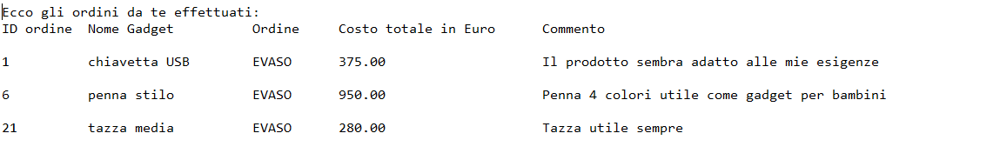 Ecco gli ordini da te effettuati:
ID ordine Nome Gadget Ordine Costo totale in Euro Commento
1 chiavetta USB EVASO 375.00 Il prodotto sembra adatto alle mie esigenze
6 penna stilo EVASO 950.00 Penna 4 colori utile come gadget per bambini
21 tazza media EVASO 280.00 Tazza utile sempre